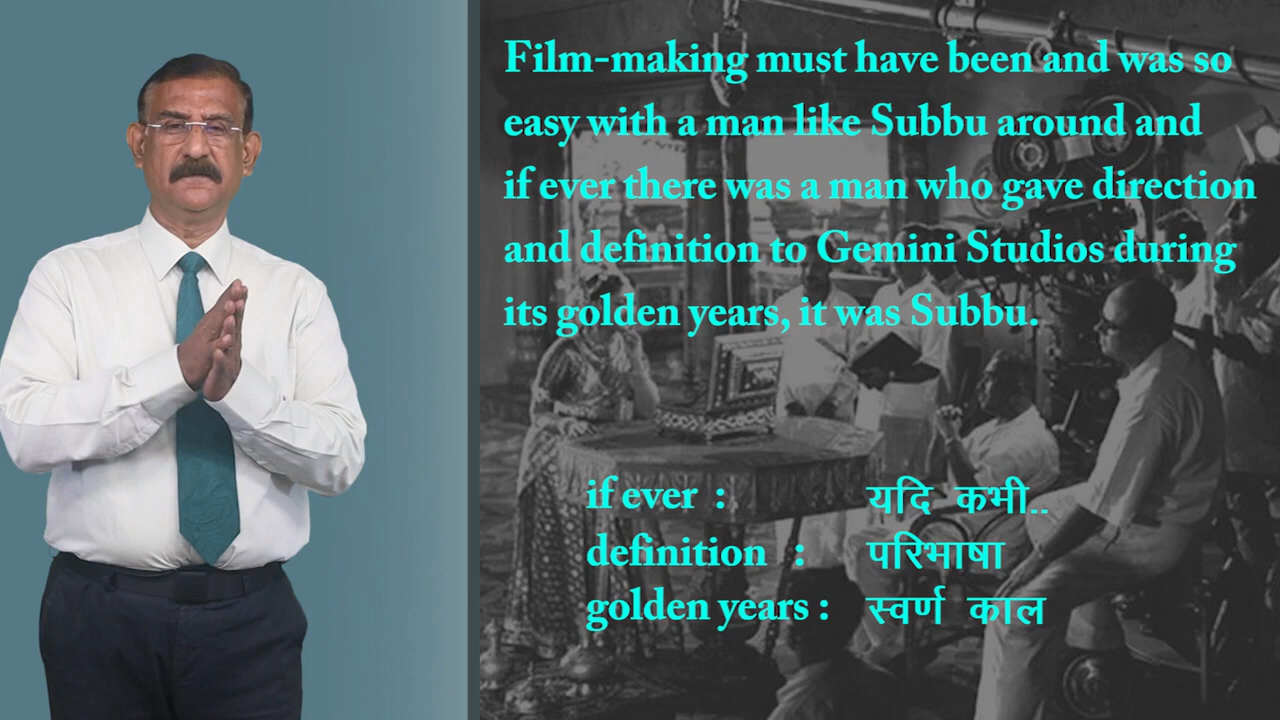 Film-making must have been and was so
easy with a man like Subbu around and
if ever there was a man who gave direction
and definition to Gemini Studios during
its golden years, it was Subbu.
if ever : यदि कभी..
definition : परिभाषा
golden years : स्वर्ण काल